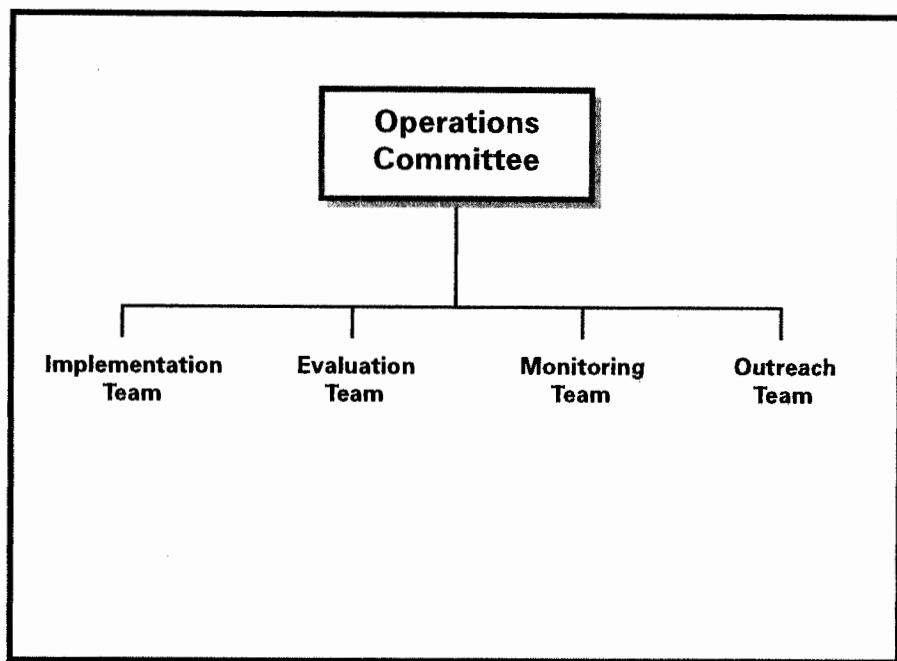 Operations
Committee
Implementation
Team
Evaluation
Team
Monitoring
Team
Outreach
Team